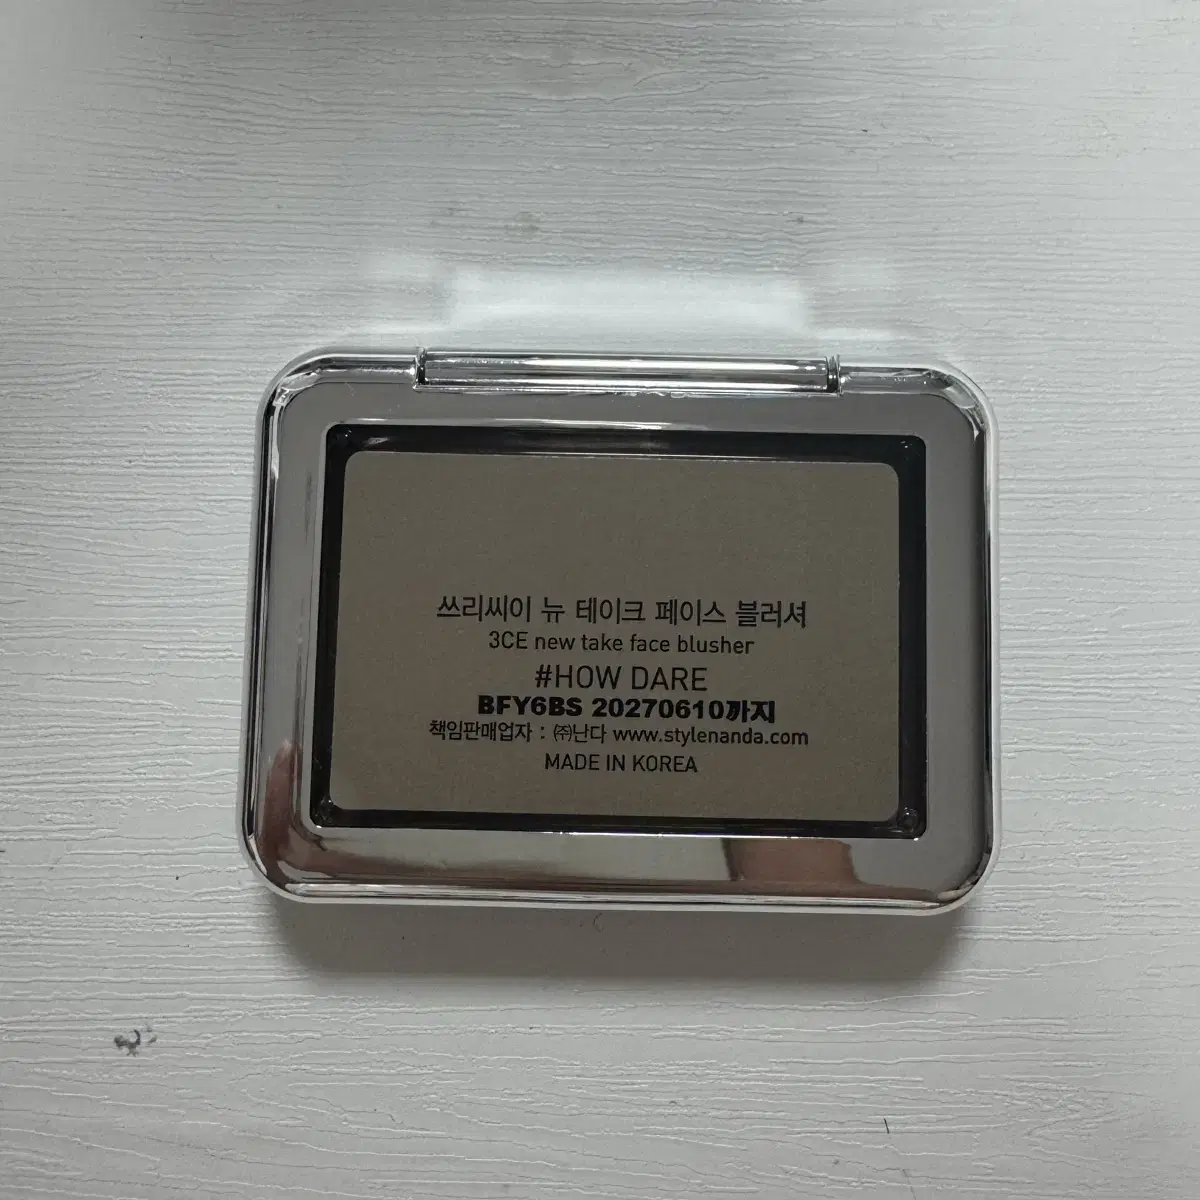 쓰리씨이 뉴 테이크 페이스 블러셔
3CE new take face blusher
#HOW DARE
BFY6BS 20270610까지
책임판매업자 : ㈜난다 www.stylenanda.com
MADE IN KOREA